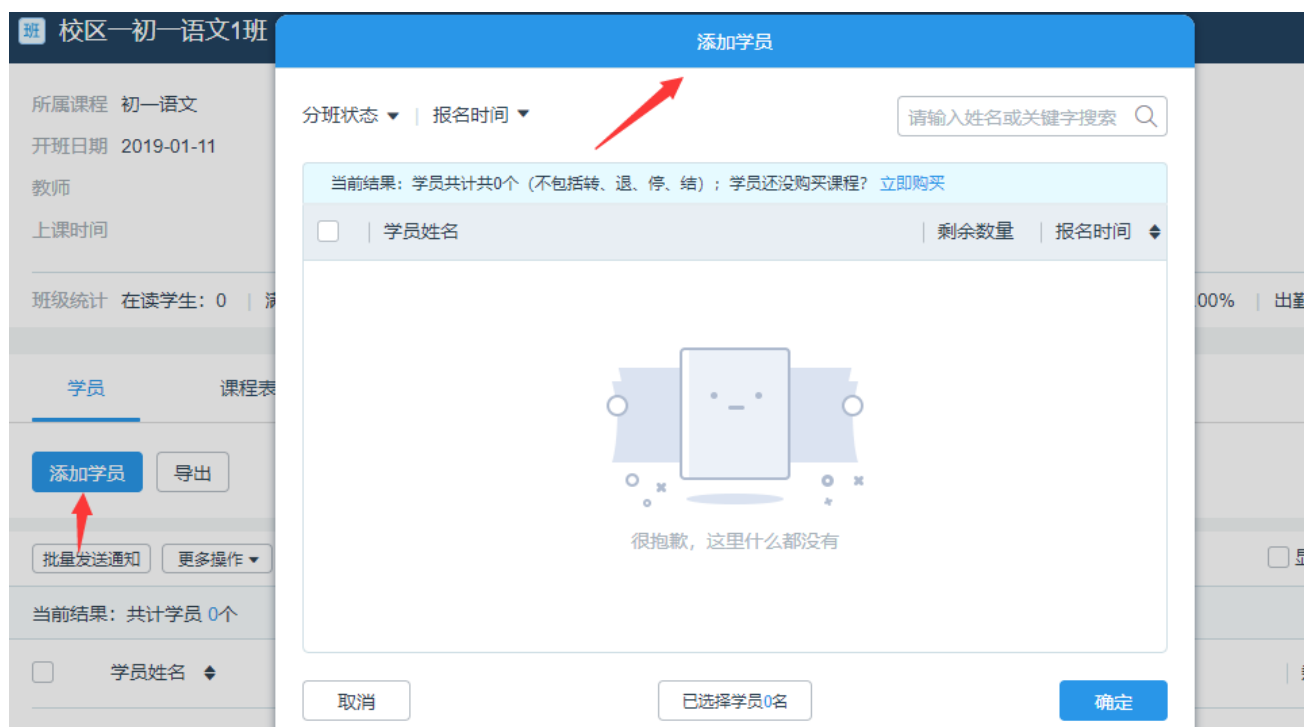 班 校区一初一语文1班
添加学员
所属课程 初一语文
开班日期 2019-01-11
教师
上课时间
班级统计 在读学生：0
00%
学员
课程表
添加学员
导出
批量发送通知
更多操作
当前结果：共计学员 0个
学员姓名
分班状态
报名时间
请输入姓名或关键字搜索
当前结果：学员共计共0个（不包括转、退、停、结）；学员还没购买课程？ 立即购买
学员姓名
剩余数量
报名时间
很抱歉，这里什么都没有
取消
已选择学员0名
确定